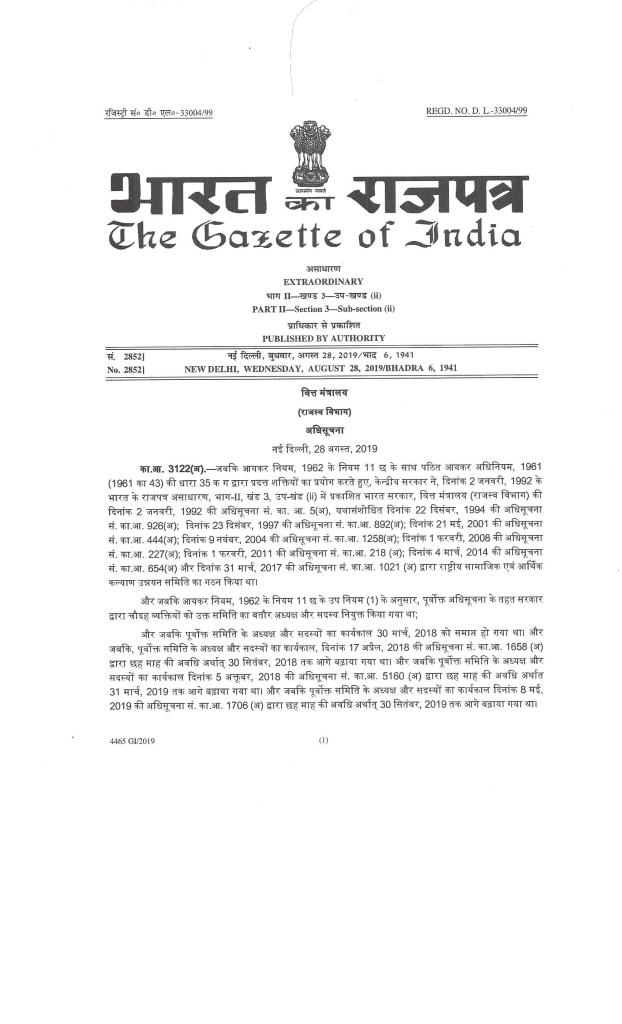 रजिस्ट्री सं० डी० एल०-33004/99
REGD. NO. D. L.-33004/99
सत्यमेव जयते
भारत का राजपत्र
The Gazette of India
असाधारण
EXTRAORDINARY
भाग II—खण्ड 3—उप-खण्ड (ii)
PART II—Section 3—Sub-section (ii)
प्राधिकार से प्रकाशित
PUBLISHED BY AUTHORITY
सं. 2852]
नई दिल्ली, बुधवार, अगस्त 28, 2019/भाद्र 6, 1941
No. 2852]
NEW DELHI, WEDNESDAY, AUGUST 28, 2019/BHADRA 6, 1941
वित्त मंत्रालय
(राजस्व विभाग)
अधिसूचना
नई दिल्ली, 28 अगस्त, 2019
का.आ. 3122(अ).—जबकि आयकर नियम, 1962 के नियम 11 छ के साथ पठित आयकर अधिनियम, 1961
(1961 का 43) की धारा 35 क ग द्वारा प्रदत्त शक्तियों का प्रयोग करते हुए, केन्द्रीय सरकार ने, दिनांक 2 जनवरी, 1992 के
भारत के राजपत्र असाधारण, भाग-II, खंड 3, उप-खंड (ii) में प्रकाशित भारत सरकार, वित्त मंत्रालय (राजस्व विभाग) की
दिनांक 2 जनवरी, 1992 की अधिसूचना सं. का. आ. 5(अ), यथासंशोधित दिनांक 22 दिसंबर, 1994 की अधिसूचना
सं. का.आ. 926(अ); दिनांक 23 दिसंबर, 1997 की अधिसूचना सं.का.आ. 892(अ); दिनांक 21 मई, 2001 की अधिसूचना
सं. का.आ. 444(अ); दिनांक 9 नवंबर, 2004 की अधिसूचना सं. का.आ. 1258(अ); दिनांक 1 फरवरी, 2008 की अधिसूचना
सं. का.आ. 227(अ); दिनांक 1 फरवरी, 2011 की अधिसूचना सं. का.आ. 218 (अ); दिनांक 4 मार्च, 2014 की अधिसूचना
सं. का.आ. 654(अ) और दिनांक 31 मार्च, 2017 की अधिसूचना सं. का.आ. 1021 (अ) द्वारा राष्ट्रीय सामाजिक एवं आर्थिक
कल्याण उन्नयन समिति का गठन किया था।
और जबकि आयकर नियम, 1962 के नियम 11 छ के उप नियम (1) के अनुसार, पूर्वोक्त अधिसूचना के तहत सरकार
द्वारा चौदह व्यक्तियों को उक्त समिति का बतौर अध्यक्ष और सदस्य नियुक्त किया गया था;
और जबकि पूर्वोक्त समिति के अध्यक्ष और सदस्यों का कार्यकाल 30 मार्च, 2018 को समाप्त हो गया था। और
जबकि, पूर्वोक्त समिति के अध्यक्ष और सदस्यों का कार्यकाल, दिनांक 17 अप्रैल, 2018 की अधिसूचना सं. का.आ. 1658 (अ)
द्वारा छह माह की अवधि अर्थात् 30 सितंबर, 2018 तक आगे बढ़ाया गया था। और जबकि पूर्वोक्त समिति के अध्यक्ष और
सदस्यों का कार्यकाल दिनांक 5 अक्तूबर, 2018 की अधिसूचना सं. का.आ. 5160 (अ) द्वारा छह माह की अवधि अर्थात
31 मार्च, 2019 तक आगे बढ़ाया गया था। और जबकि पूर्वोक्त समिति के अध्यक्ष और सदस्यों का कार्यकाल दिनांक 8 मई,
2019 की अधिसूचना सं. का.आ. 1706 (अ) द्वारा छह माह की अवधि अर्थात् 30 सितंबर, 2019 तक आगे बढ़ाया गया था।
4465 GI/2019
(1)